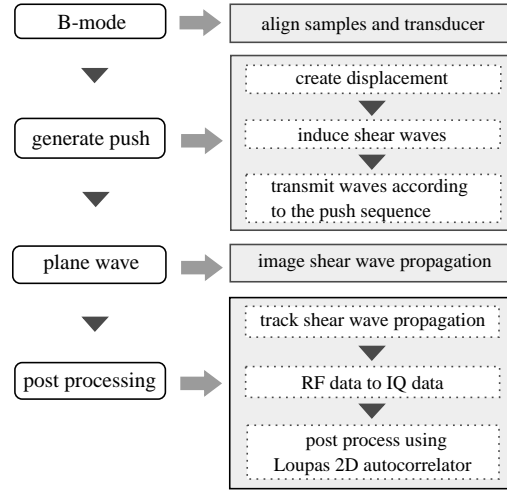 B-mode
align samples and transducer
create displacement
generate push
induce shear waves
transmit waves according
to the push sequence
plane wave
image shear wave propagation
track shear wave propagation
post processing
RF data to IQ data
post process using
Loupas 2D autocorrelator